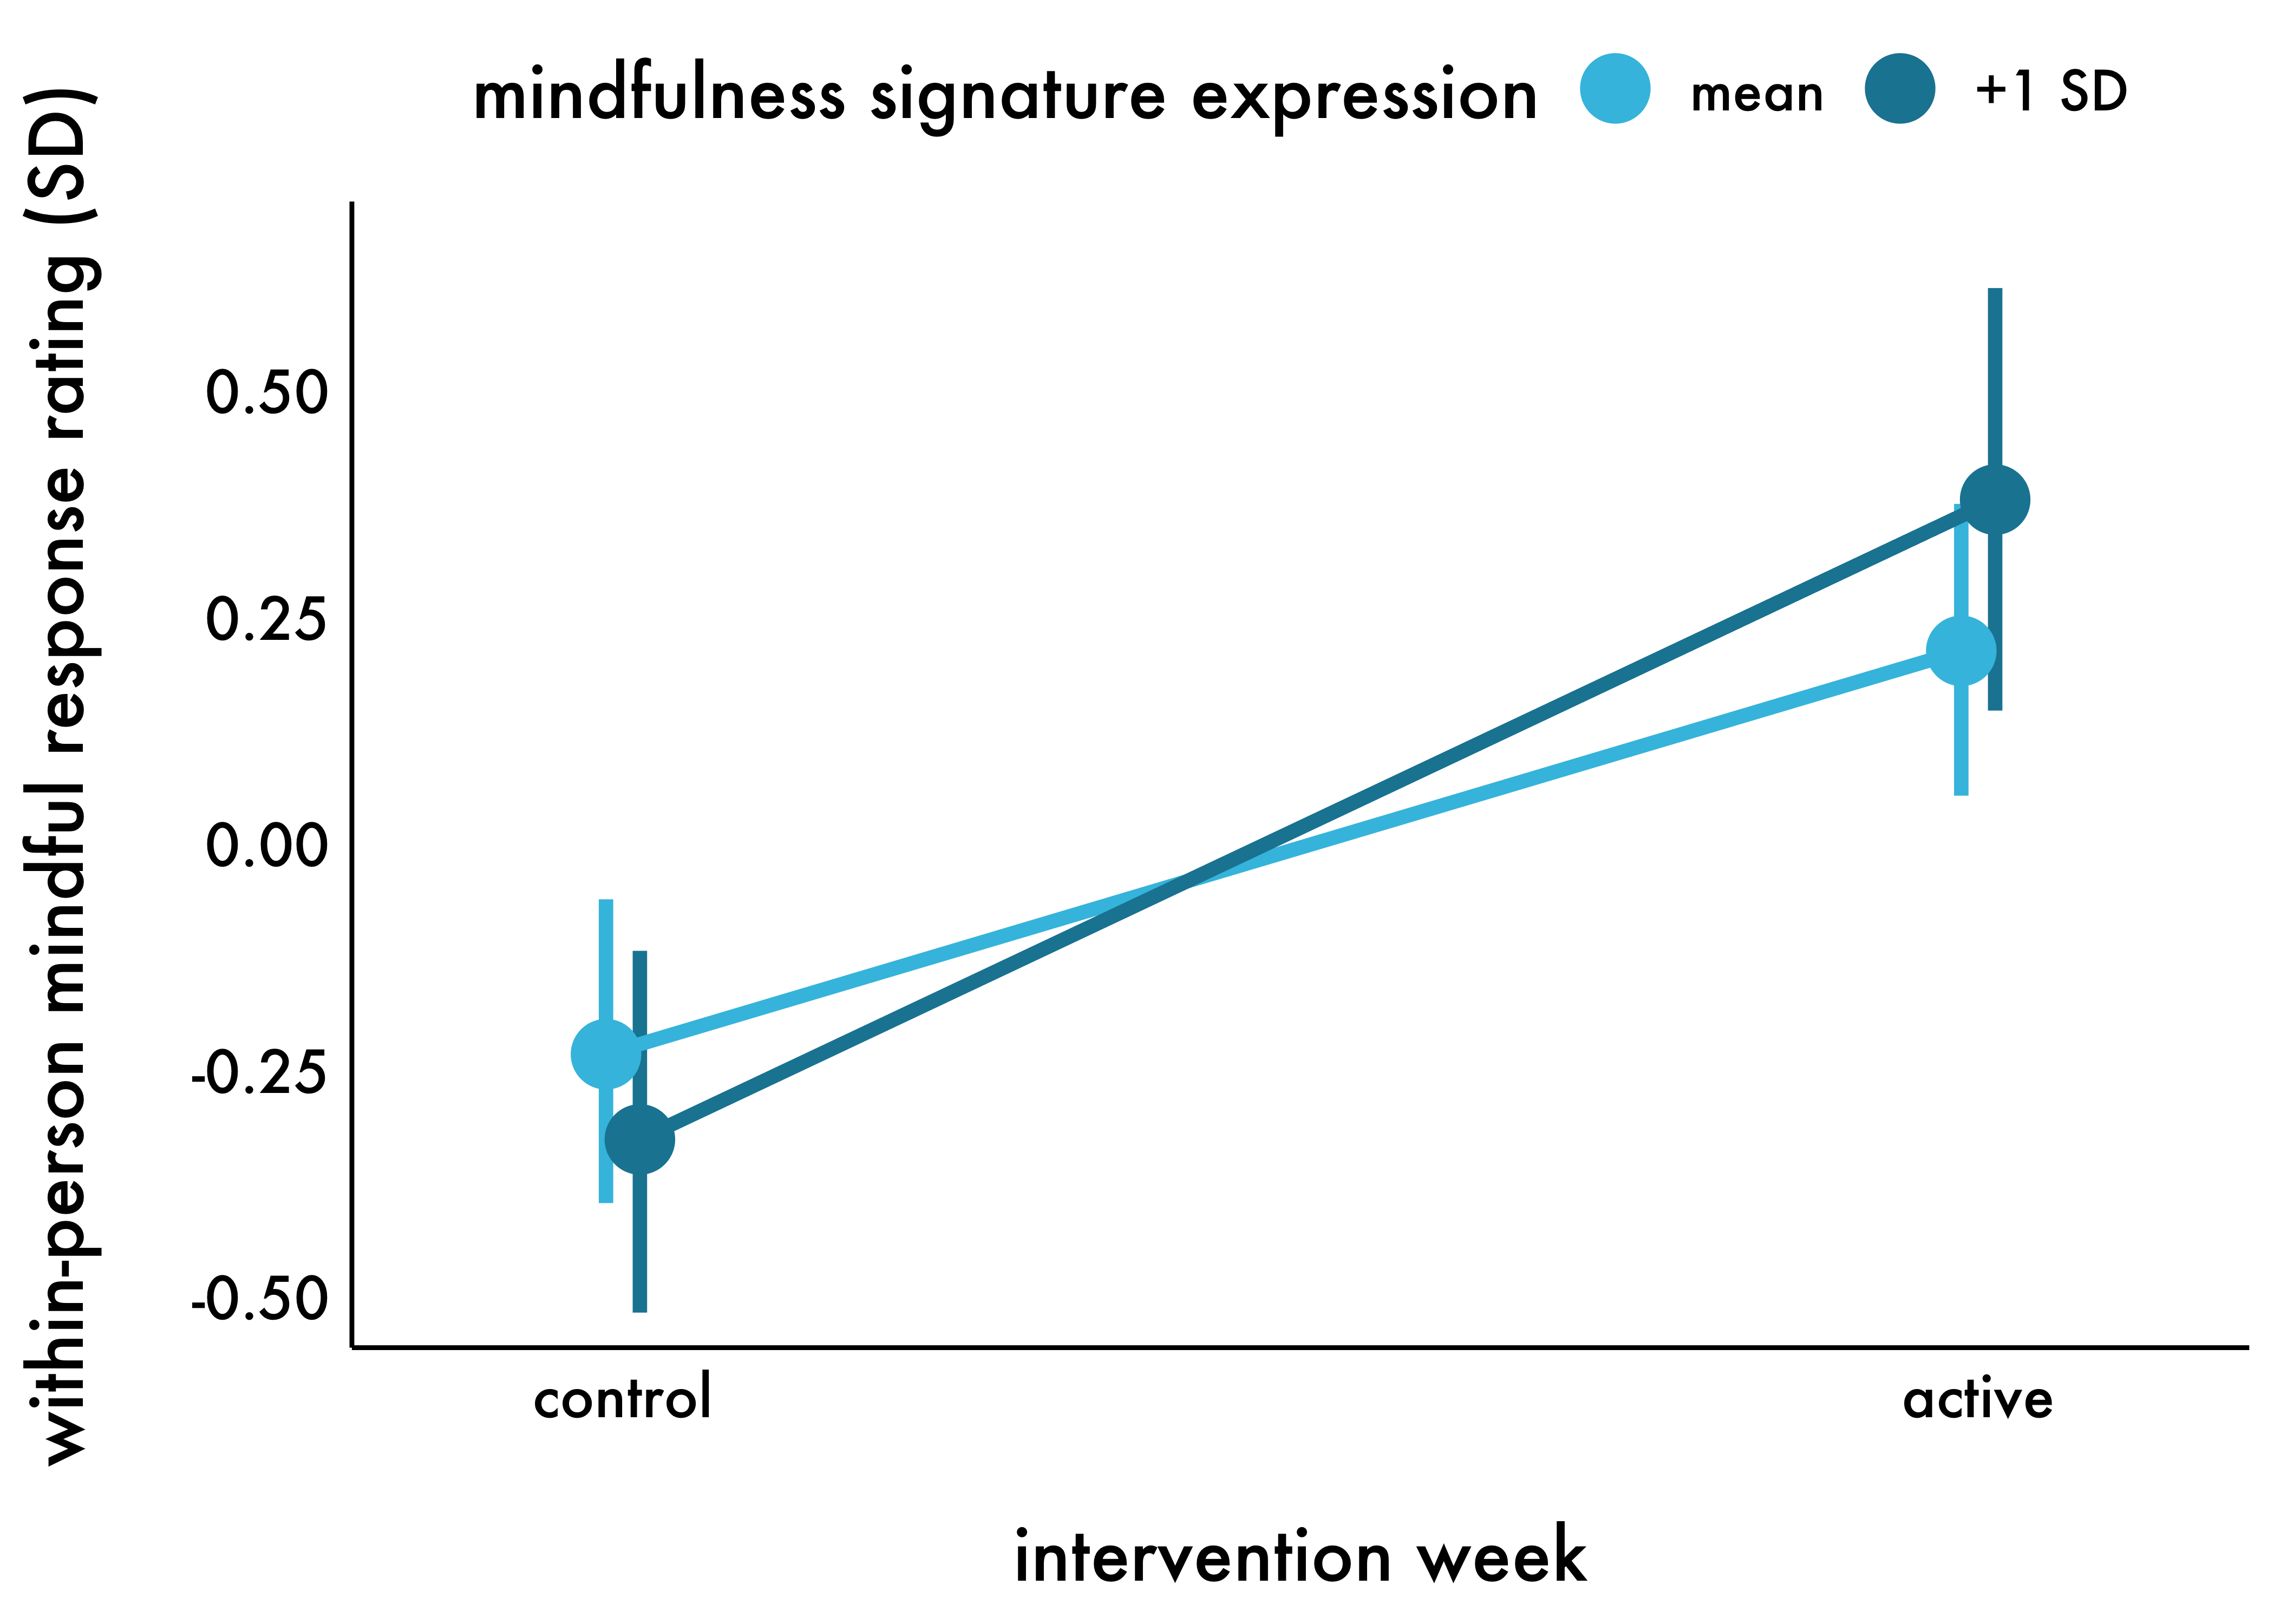 mindfulness signature expression mean +1 SD
within-person mindful response rating (SD)
0.50
0.25
0.00
-0.25
-0.50
control active
intervention week